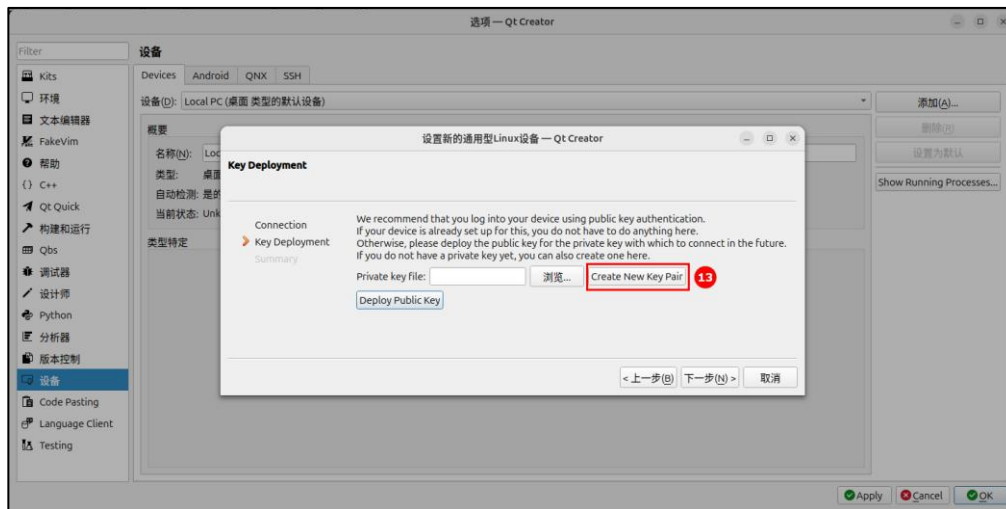 选项 — Qt Creator
Filter
设备
Kits
环境
文本编辑器
FakeVim
帮助
{} C++
Qt Quick
构建和运行
Qbs
调试器
设计师
Python
分析器
版本控制
设备
Code Pasting
Language Client
Testing
Devices Android QNX SSH
设备(D): Local PC (桌面 类型的默认设备)
概要
名称(N): Loc
类型: 桌面
自动检测: 是的
当前状态: Unk
类型特定
添加(A)...
删除(R)
设置为默认
Show Running Processes...
设置新的通用型Linux设备 — Qt Creator
Key Deployment
Connection
Key Deployment
Summary
We recommend that you log into your device using public key authentication.
If your device is already set up for this, you do not have to do anything here.
Otherwise, please deploy the public key for the private key with which to connect in the future.
If you do not have a private key yet, you can also create one here.
Private key file: 浏览... Create New Key Pair 13
Deploy Public Key
< 上一步(B) 下一步(N) > 取消
Apply Cancel OK